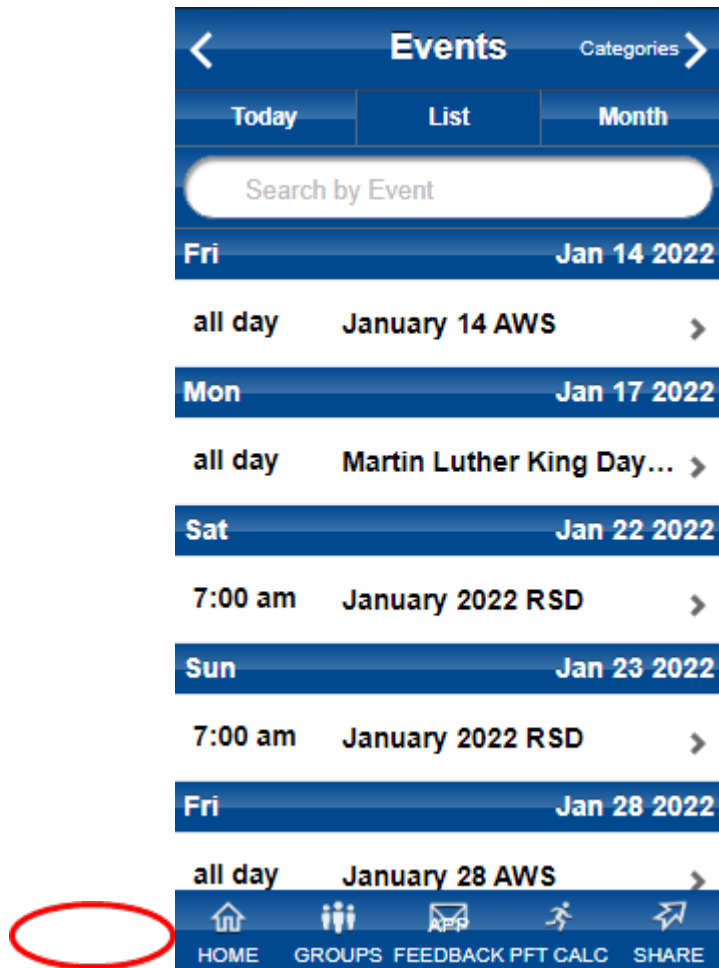 Events Categories
Today List Month
Search by Event
Fri Jan 14 2022
all day January 14 AWS
Mon Jan 17 2022
all day Martin Luther King Day...
Sat Jan 22 2022
7:00 am January 2022 RSD
Sun Jan 23 2022
7:00 am January 2022 RSD
Fri Jan 28 2022
all day January 28 AWS
APP
HOME GROUPS FEEDBACK PFT CALC SHARE